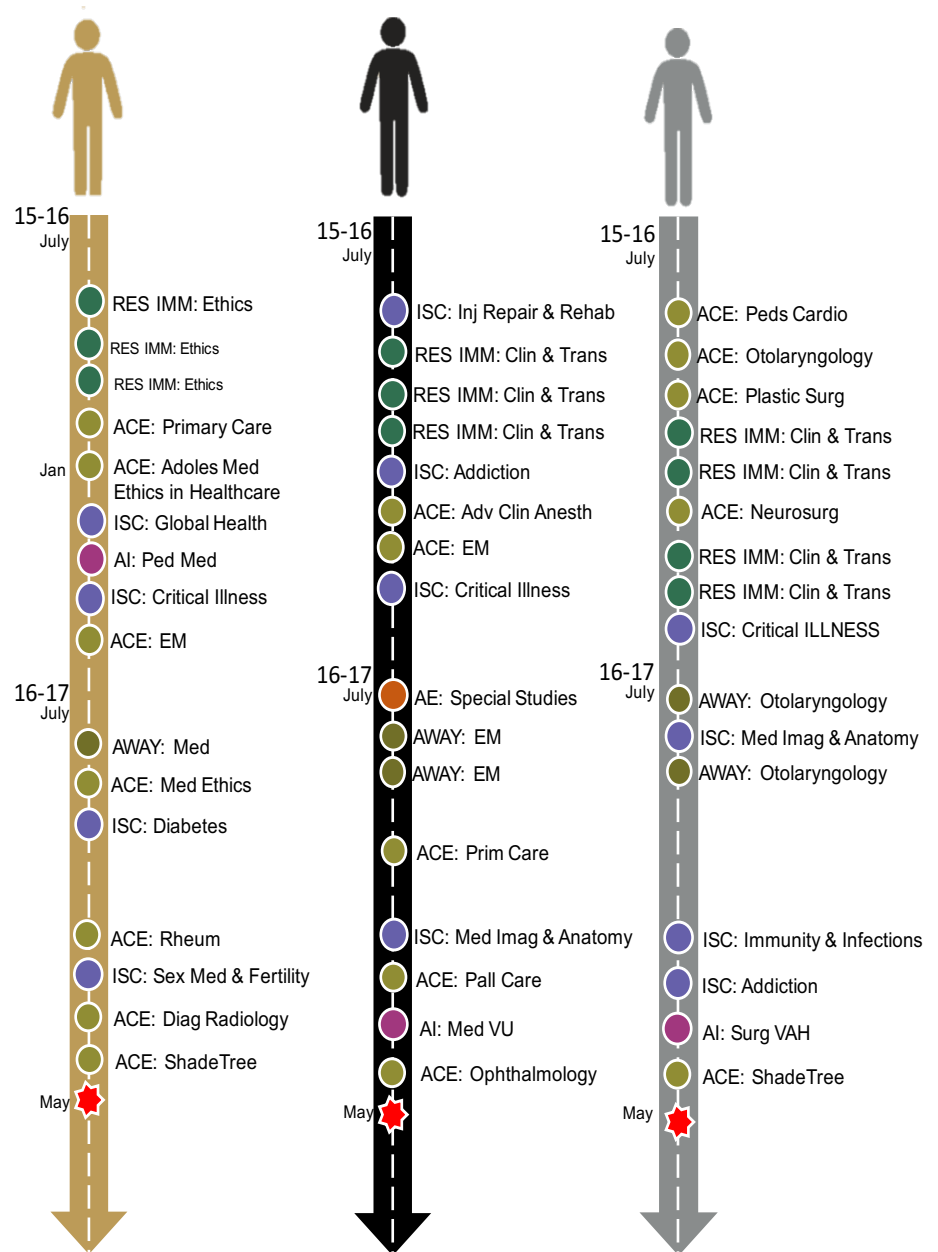 15-16
July
RES IMM: Ethics
RES IMM: Ethics
RES IMM: Ethics
ACE: Primary Care
Jan
ACE: Adoles Med
Ethics in Healthcare
ISC: Global Health
AI: Ped Med
ISC: Critical Illness
ACE: EM
16-17
July
AWAY: Med
ACE: Med Ethics
ISC: Diabetes
ACE: Rheum
ISC: Sex Med & Fertility
ACE: Diag Radiology
ACE: ShadeTree
May
15-16
July
ISC: Inj Repair & Rehab
RES IMM: Clin & Trans
RES IMM: Clin & Trans
RES IMM: Clin & Trans
ISC: Addiction
ACE: Adv Clin Anesth
ACE: EM
ISC: Critical Illness
16-17
July
AE: Special Studies
AWAY: EM
AWAY: EM
ACE: Prim Care
ISC: Med Imag & Anatomy
ACE: Pall Care
AI: Med VU
ACE: Ophthalmology
May
15-16
July
ACE: Peds Cardio
ACE: Otolaryngology
ACE: Plastic Surg
RES IMM: Clin & Trans
RES IMM: Clin & Trans
ACE: Neurosurg
RES IMM: Clin & Trans
RES IMM: Clin & Trans
ISC: Critical ILLNESS
16-17
July
AWAY: Otolaryngology
ISC: Med Imag & Anatomy
AWAY: Otolaryngology
ISC: Immunity & Infections
ISC: Addiction
AI: Surg VAH
ACE: ShadeTree
May